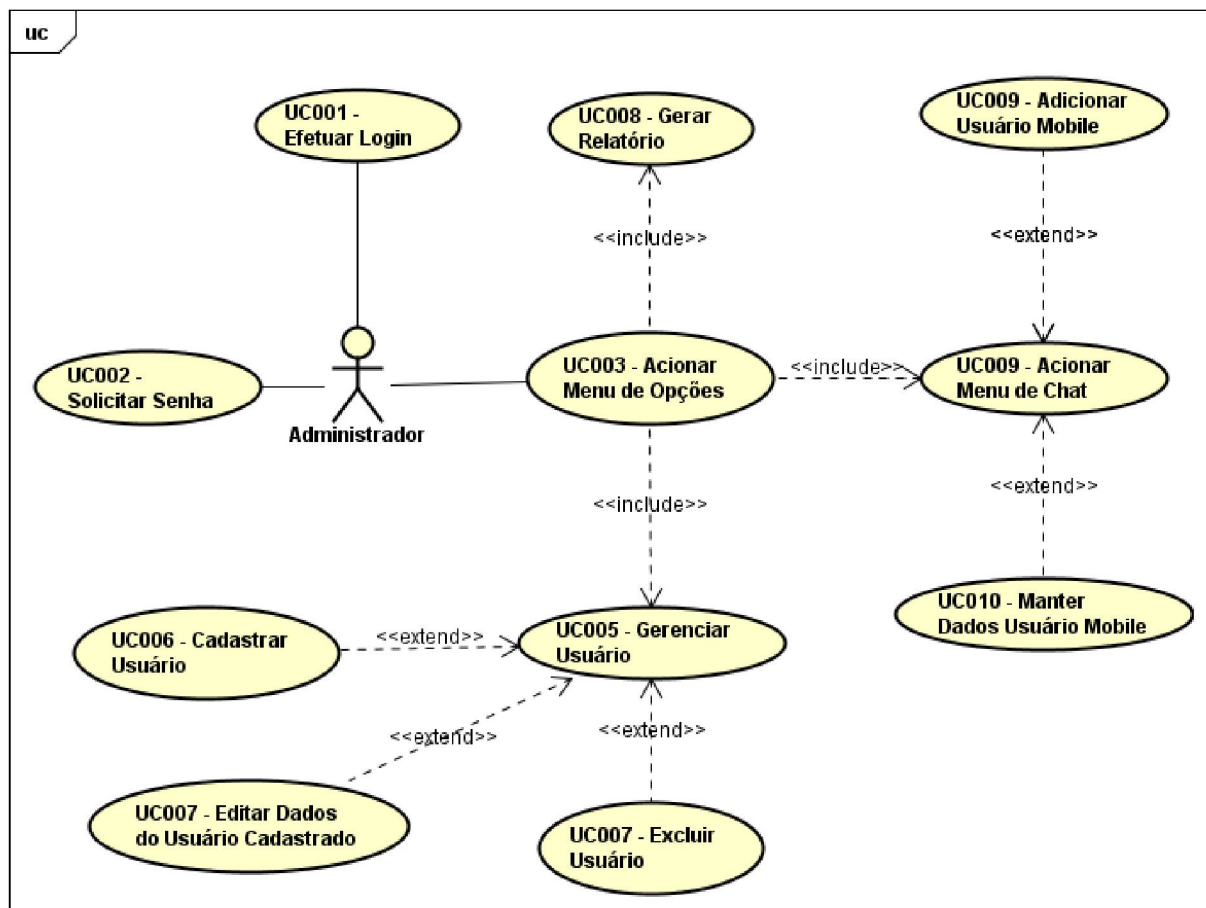 uc
UC001 -
Efetuar Login
UC008 - Gerar
Relatório
UC009 - Adicionar
Usuário Mobile
<<include>>
<<extend>>
UC002 -
Solicitar Senha
Administrador
UC003 - Acionar
Menu de Opções
<<include>>
UC009 - Acionar
Menu de Chat
<<include>>
<<extend>>
UC010 - Manter
Dados Usuário Mobile
UC006 - Cadastrar
Usuário
<<extend>>
UC005 - Gerenciar
Usuário
<<extend>>
<<extend>>
UC007 - Editar Dados
do Usuário Cadastrado
UC007 - Excluir
Usuário